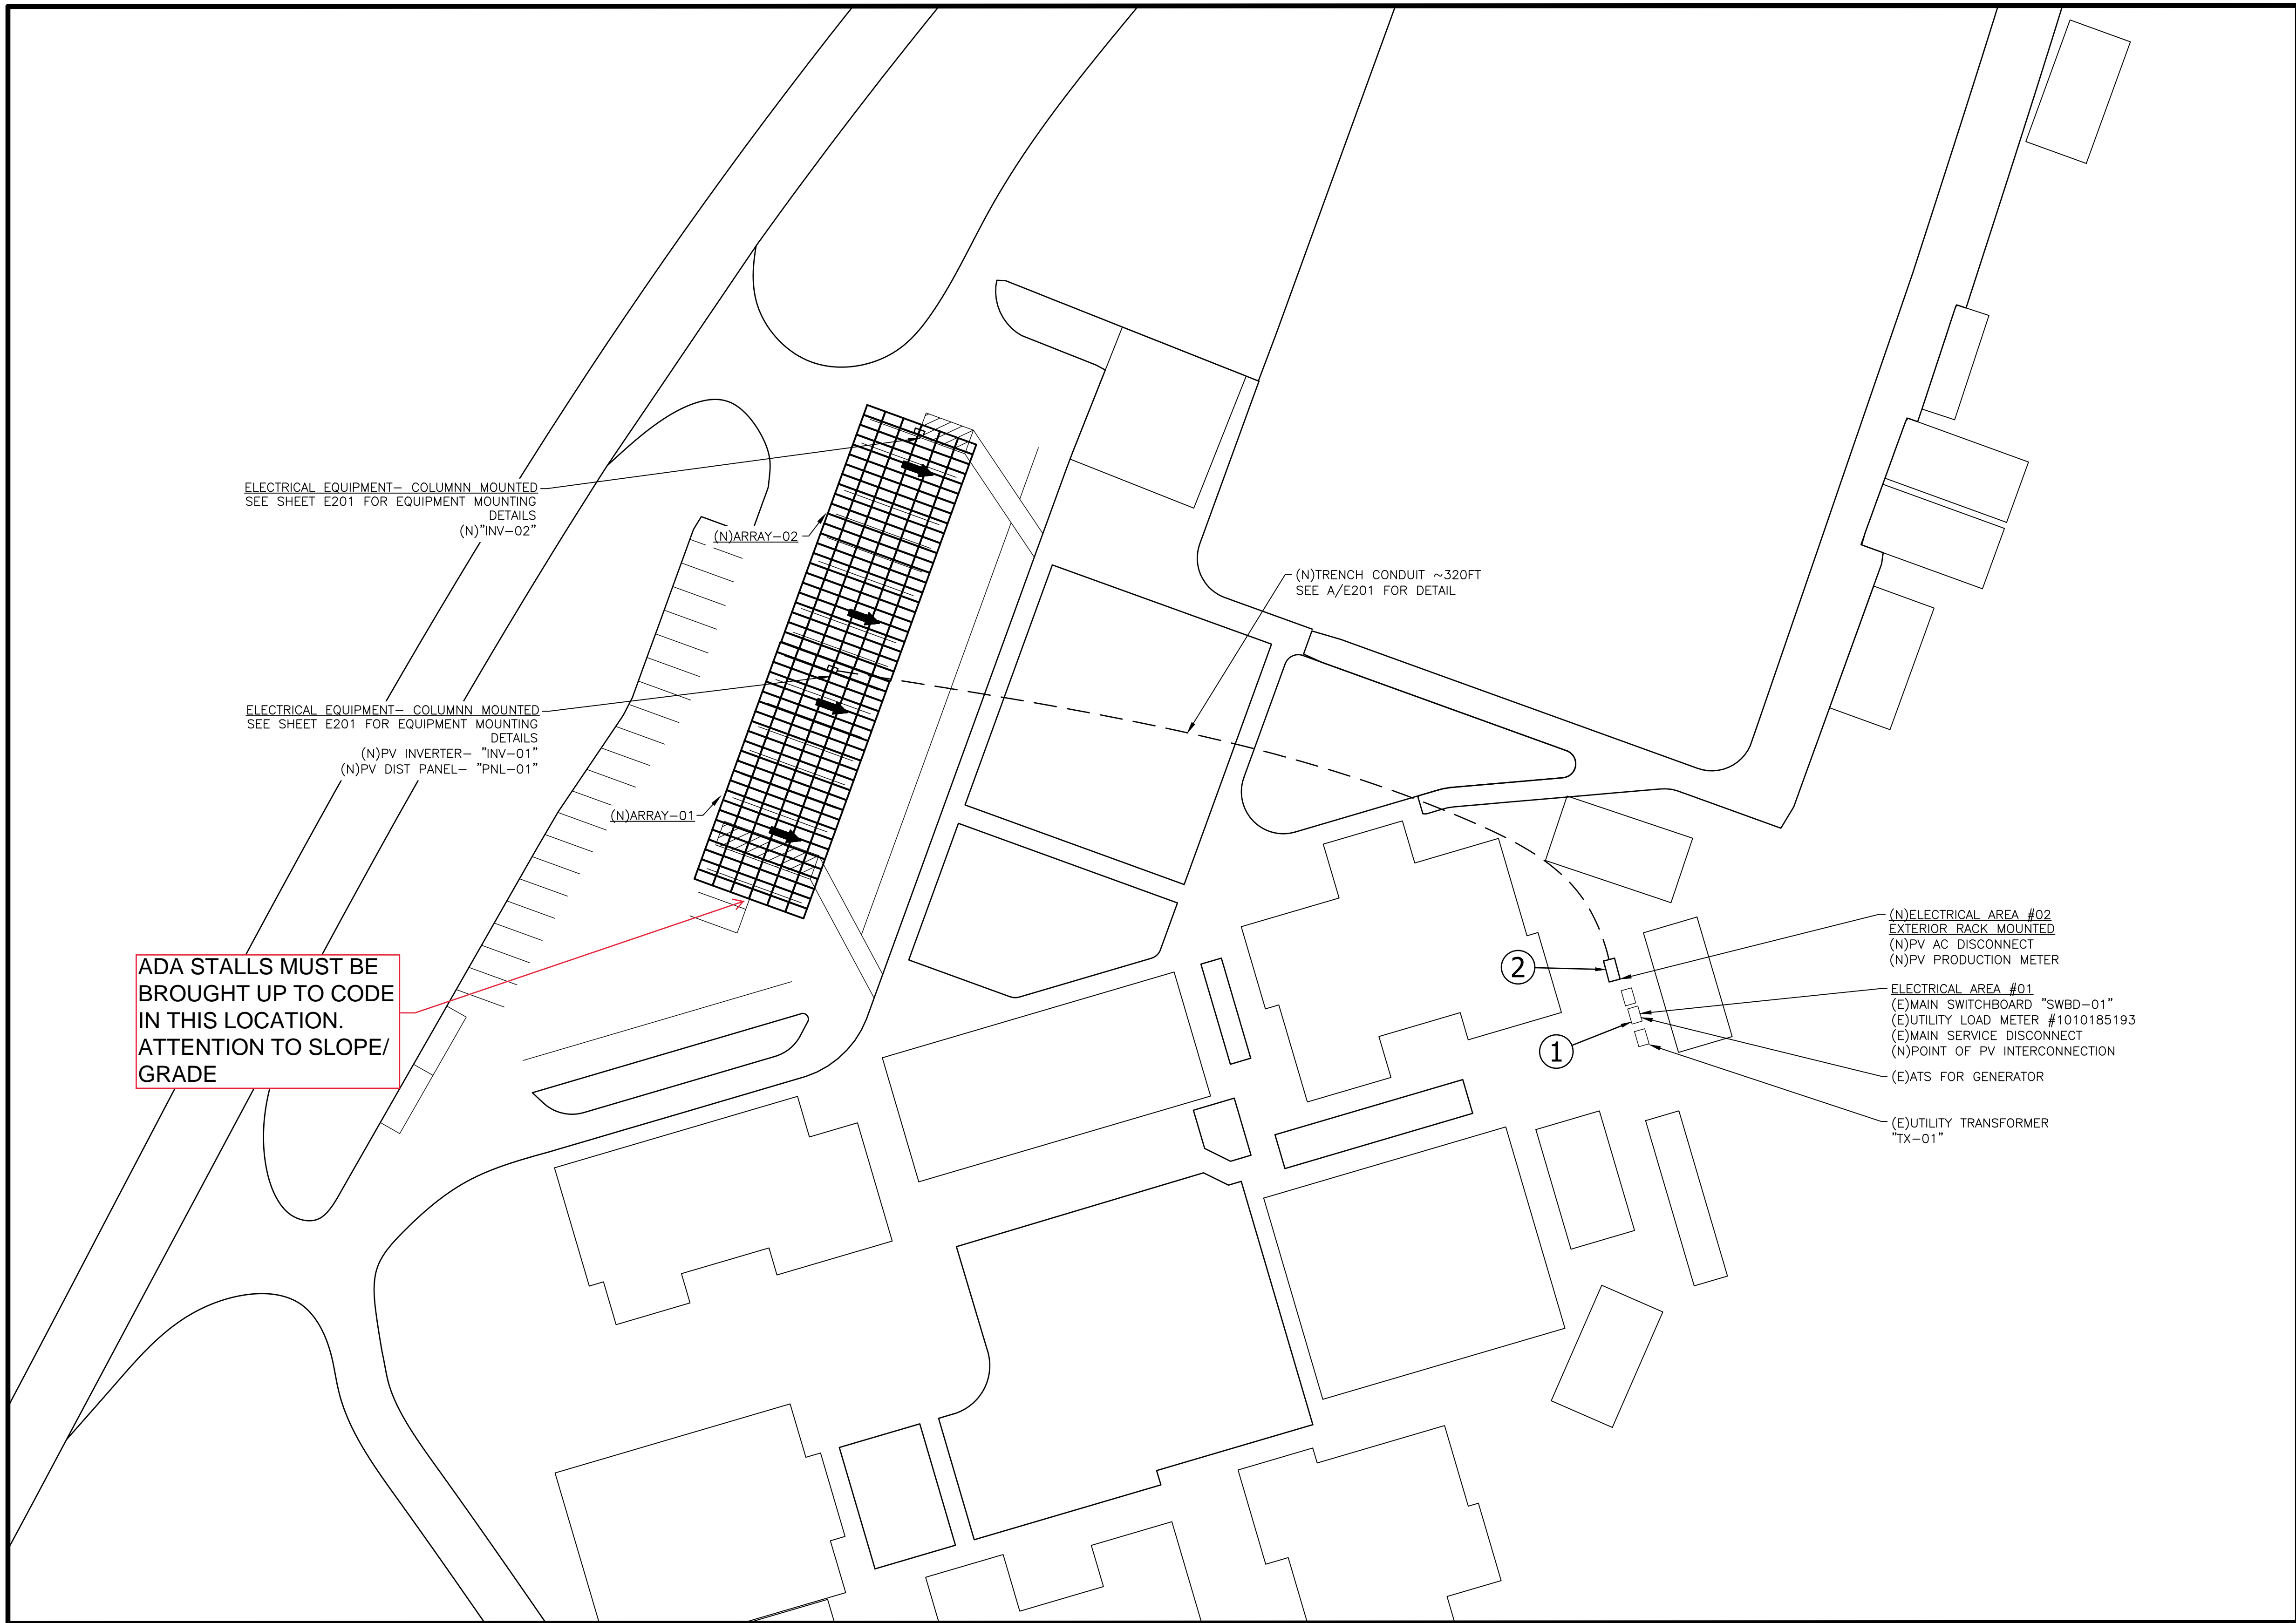 ELECTRICAL EQUIPMENT- COLUMNN MOUNTED
SEE SHEET E201 FOR EQUIPMENT MOUNTING
DETAILS
(N)"INV-02"
(N)ARRAY-02
(N)TRENCH CONDUIT ~320FT
SEE A/E201 FOR DETAIL
ELECTRICAL EQUIPMENT- COLUMNN MOUNTED
SEE SHEET E201 FOR EQUIPMENT MOUNTING
DETAILS
(N)PV INVERTER- "INV-01"
(N)PV DIST PANEL- "PNL-01"
(N)ARRAY-01
ADA STALLS MUST BE
BROUGHT UP TO CODE
IN THIS LOCATION.
ATTENTION TO SLOPE/
GRADE
2
1
(N)ELECTRICAL AREA #02
EXTERIOR RACK MOUNTED
(N)PV AC DISCONNECT
(N)PV PRODUCTION METER
ELECTRICAL AREA #01
(E)MAIN SWITCHBOARD "SWBD-01"
(E)UTILITY LOAD METER #1010185193
(E)MAIN SERVICE DISCONNECT
(N)POINT OF PV INTERCONNECTION
(E)ATS FOR GENERATOR
(E)UTILITY TRANSFORMER
"TX-01"